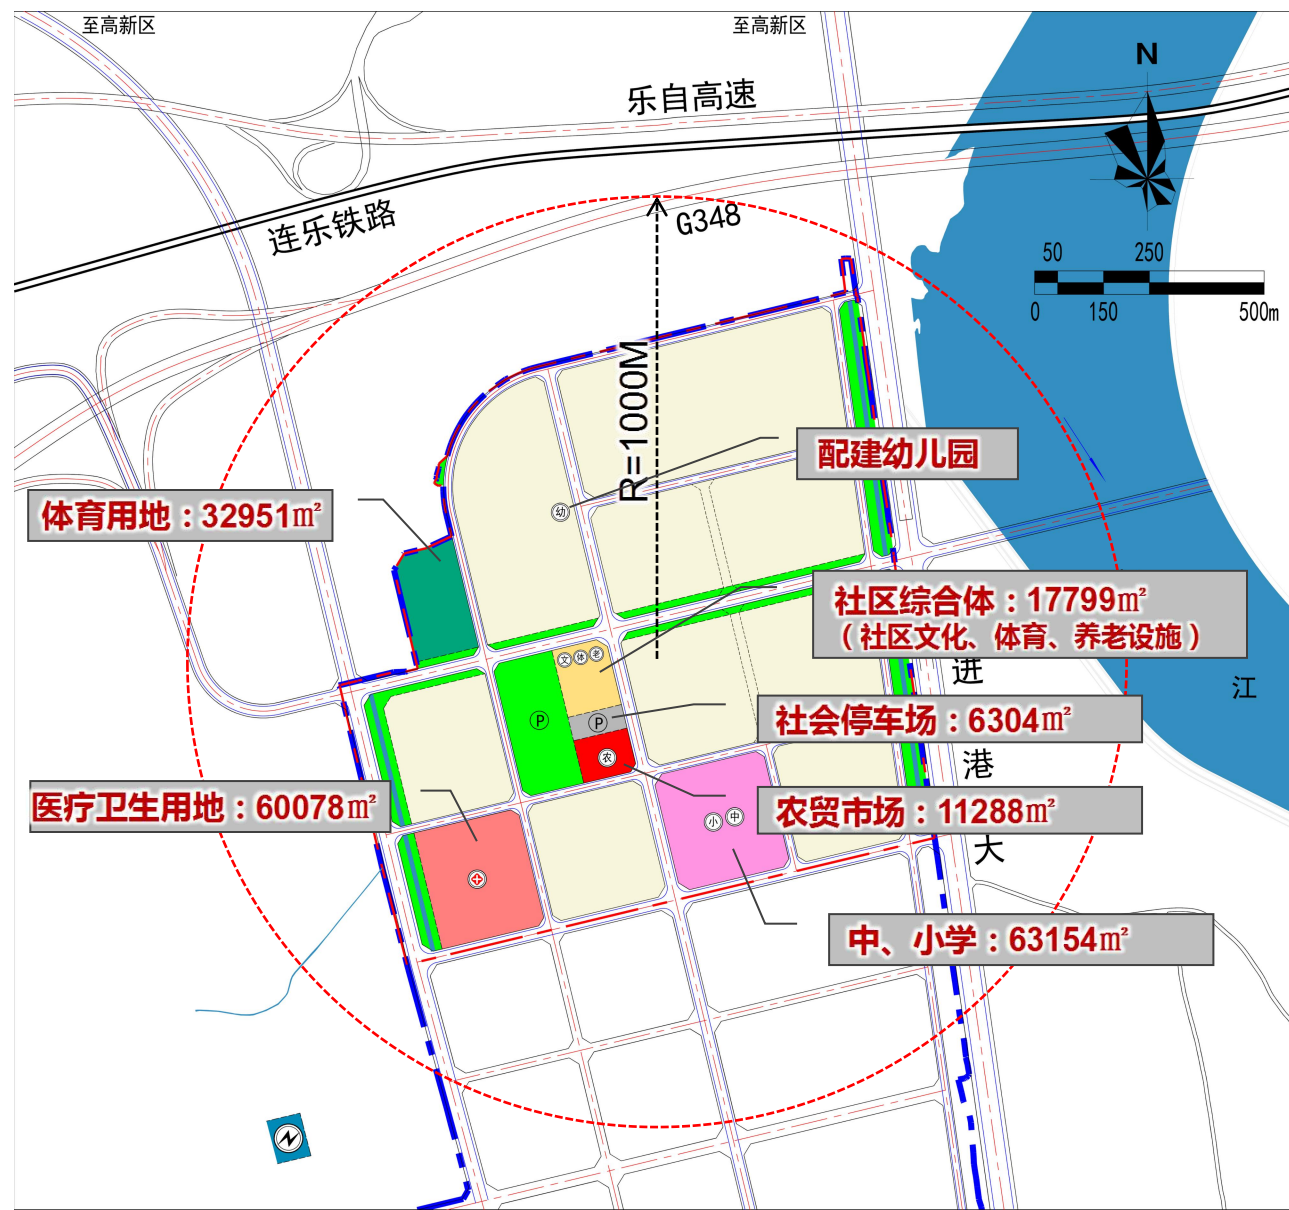 至高新区
至高新区
N
乐自高速
连乐铁路
G348
50
250
0
150
500m
R=1000M
配建幼儿园
幼
体育用地：32951㎡
社区综合体：17799㎡
（社区文化、体育、养老设施）
文
体
老
进
江
社会停车场：6304㎡
P
P
港
农
医疗卫生用地：60078㎡
农贸市场：11288㎡
小
中
大
中、小学：63154㎡